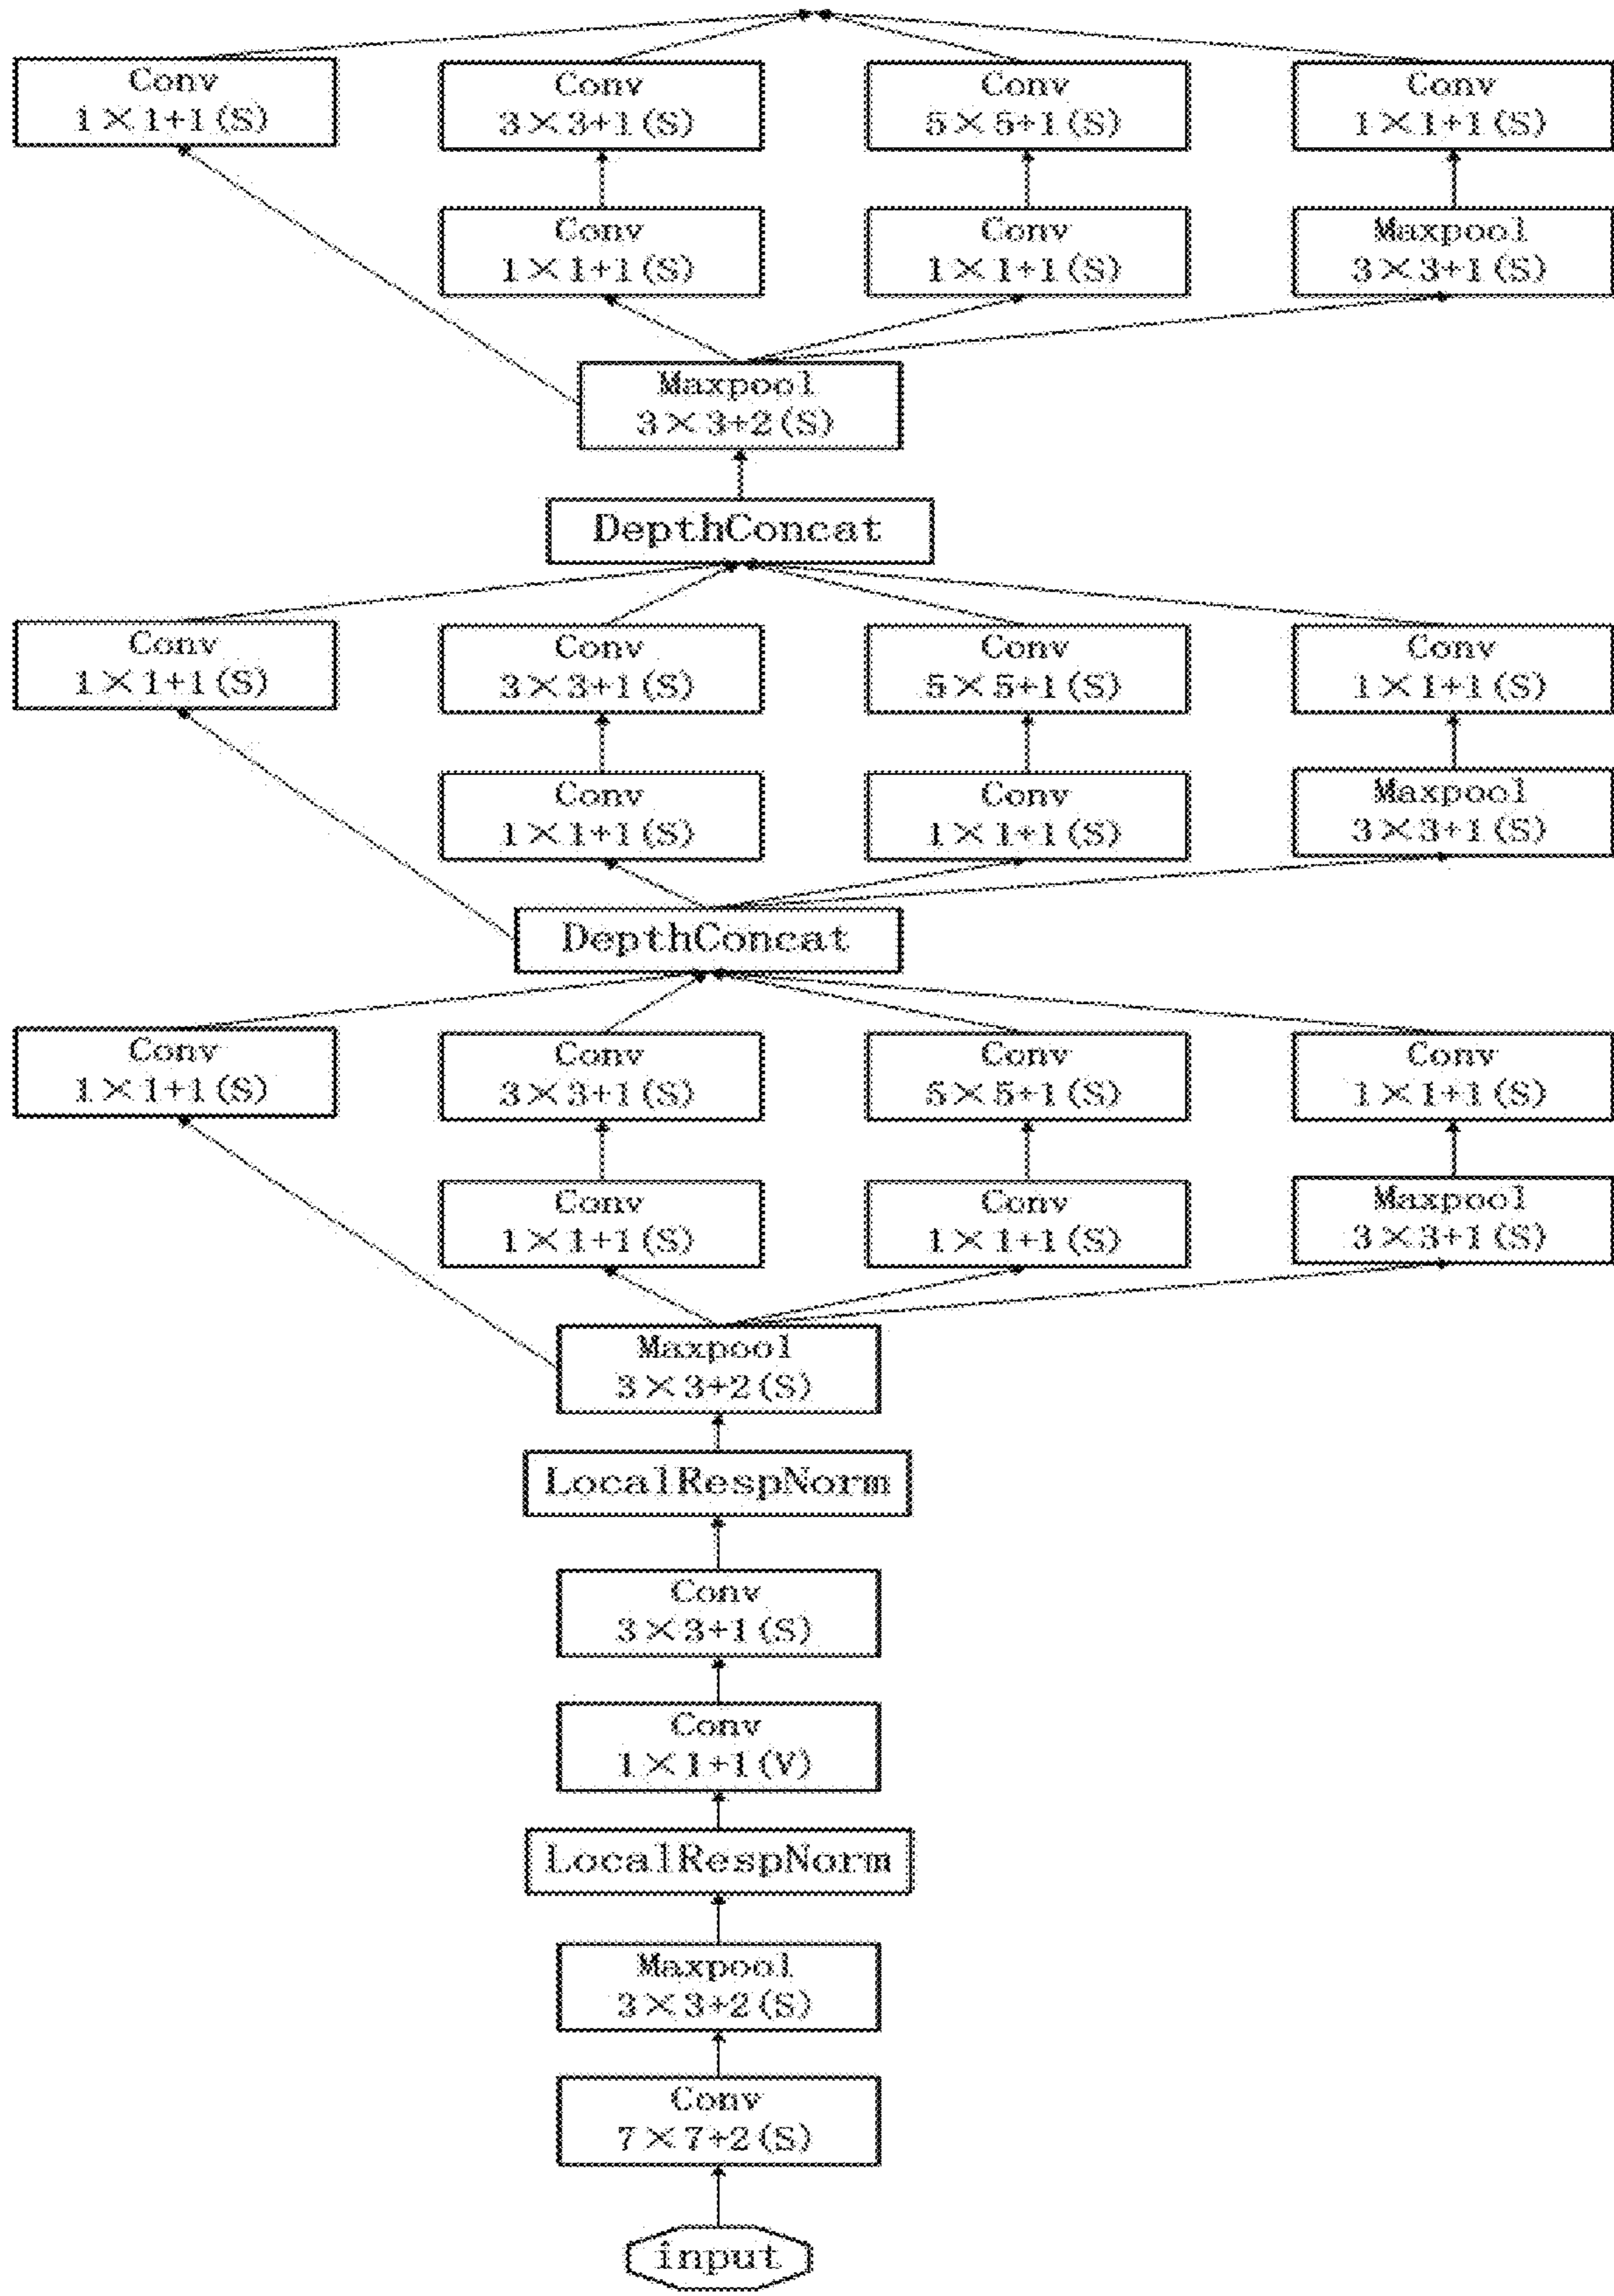 Conv
1×1+1(S)
Conv
3×3+1(S)
Conv
5×5+1(S)
Conv
1×1+1(S)
Conv
1×1+1(S)
Conv
1×1+1(S)
Maxpool
3×3+1(S)
Maxpool
3×3+2(S)
DepthConcat
Conv
1×1+1(S)
Conv
3×3+1(S)
Conv
5×5+1(S)
Conv
1×1+1(S)
Conv
1×1+1(S)
Conv
1×1+1(S)
Maxpool
3×3+1(S)
DepthConcat
Conv
1×1+1(S)
Conv
3×3+1(S)
Conv
5×5+1(S)
Conv
1×1+1(S)
Conv
1×1+1(S)
Conv
1×1+1(S)
Maxpool
3×3+1(S)
Maxpool
3×3+2(S)
LocalRespNorm
Conv
3×3+1(S)
Conv
1×1+1(V)
LocalRespNorm
Maxpool
3×3+2(S)
Conv
7×7+2(S)
input